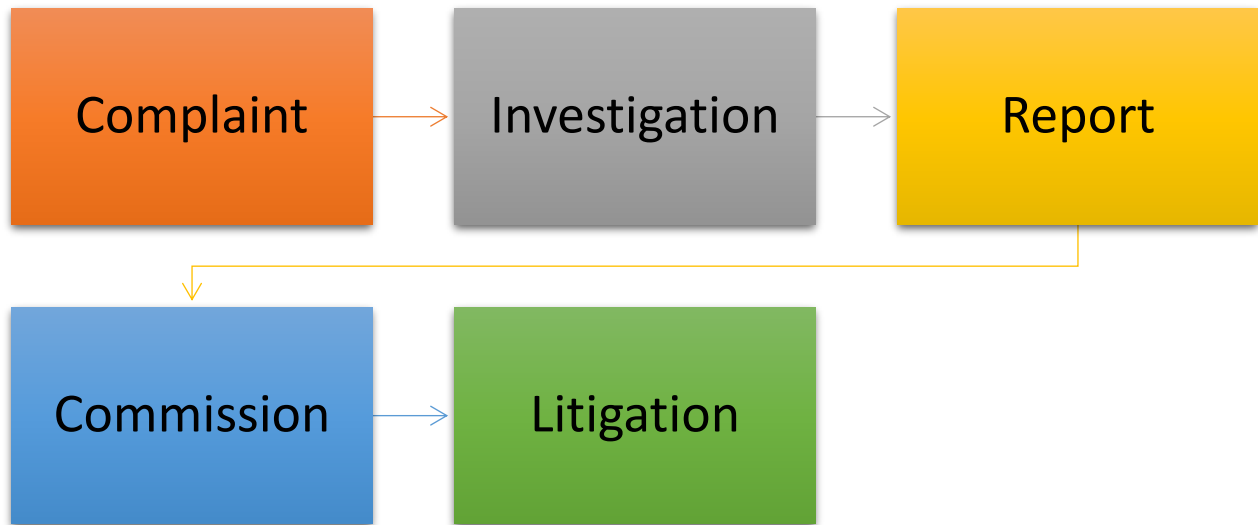 Complaint
Investigation
Report
Commission
Litigation